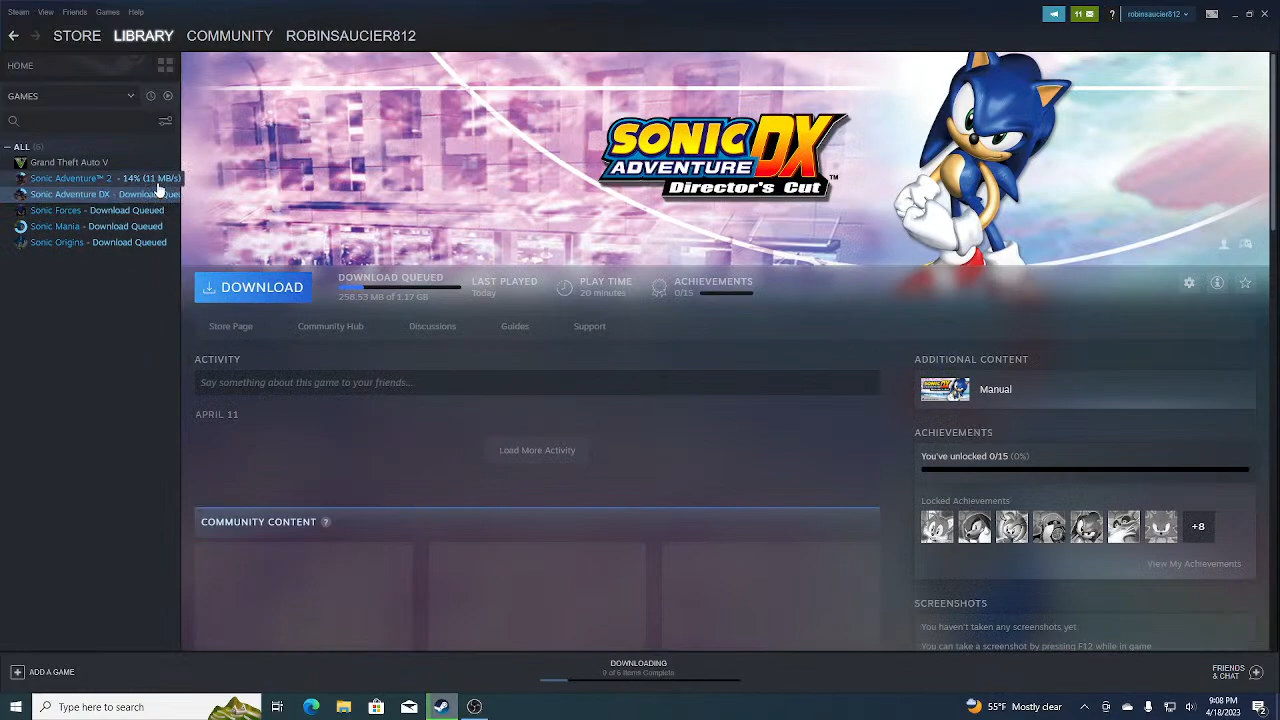 Steam View Friends Games Help
11 ? robinsaucier812
STORE LIBRARY COMMUNITY ROBINSAUCIER812
HOME
GAMES
- ALL (6)
Grand Theft Auto V
Adventure™ 2 - 14% (11 MB/s)
Sonic Adventure DX - Download
Sonic Forces - Download Queued
Sonic Mania - Download Queued
Sonic Origins - Download Queued
SONIC DX
ADVENTURE
Director's Cut ™
DOWNLOAD
DOWNLOAD QUEUED
258.53 MB of 1.17 GB
LAST PLAYED
Today
PLAY TIME
20 minutes
ACHIEVEMENTS
0/15
Store Page Community Hub Discussions Guides Support
ACTIVITY
Say something about this game to your friends...
APRIL 11
Load More Activity
COMMUNITY CONTENT ?
ADDITIONAL CONTENT
Manual
ACHIEVEMENTS
You've unlocked 0/15 (0%)
Locked Achievements
+8
View My Achievements
SCREENSHOTS
You haven't taken any screenshots yet
You can take a screenshot by pressing F12 while in game
+ ADD A GAME
DOWNLOADING
0 of 6 Items Complete
FRIENDS
& CHAT +
Type here to search
50°F Mostly cloudy
9:08 PM
4/18/2023
2